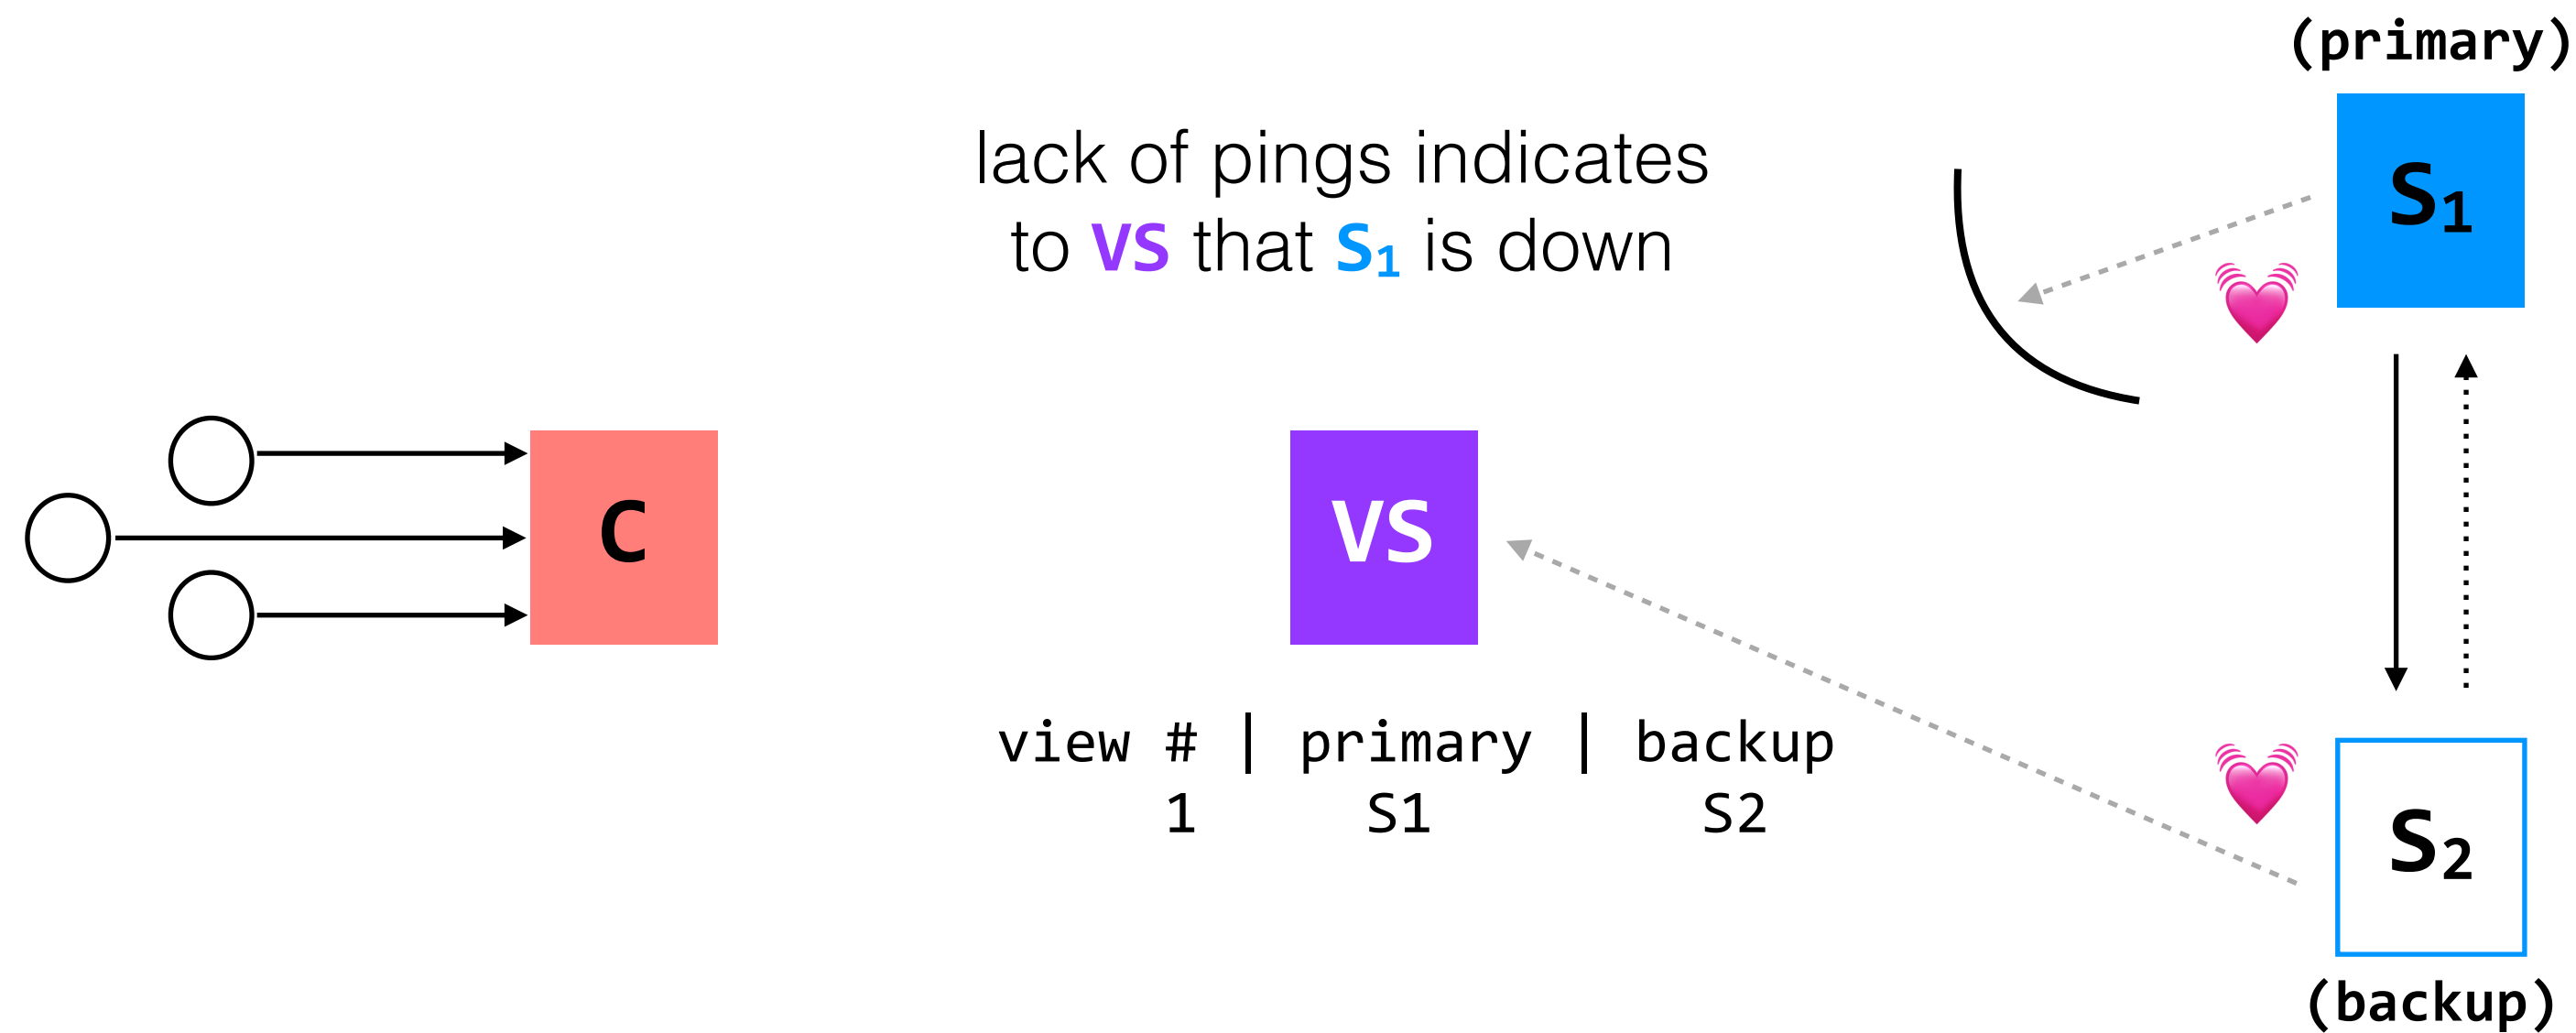 (primary)
S₁
lack of pings indicates
to VS that S₁ is down
C
VS
view # | primary | backup
1 S1 S2
S₂
(backup)